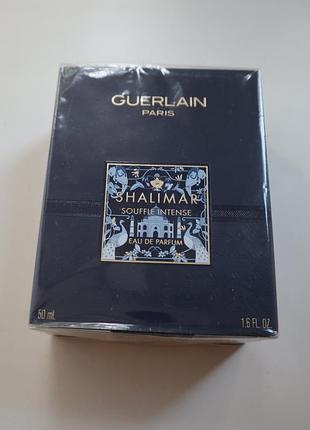 GUERLAIN
PARIS
SHALIMAR
SOUFFLE INTENSE
EAU DE PARFUM
50 mL
1.6 FL. OZ